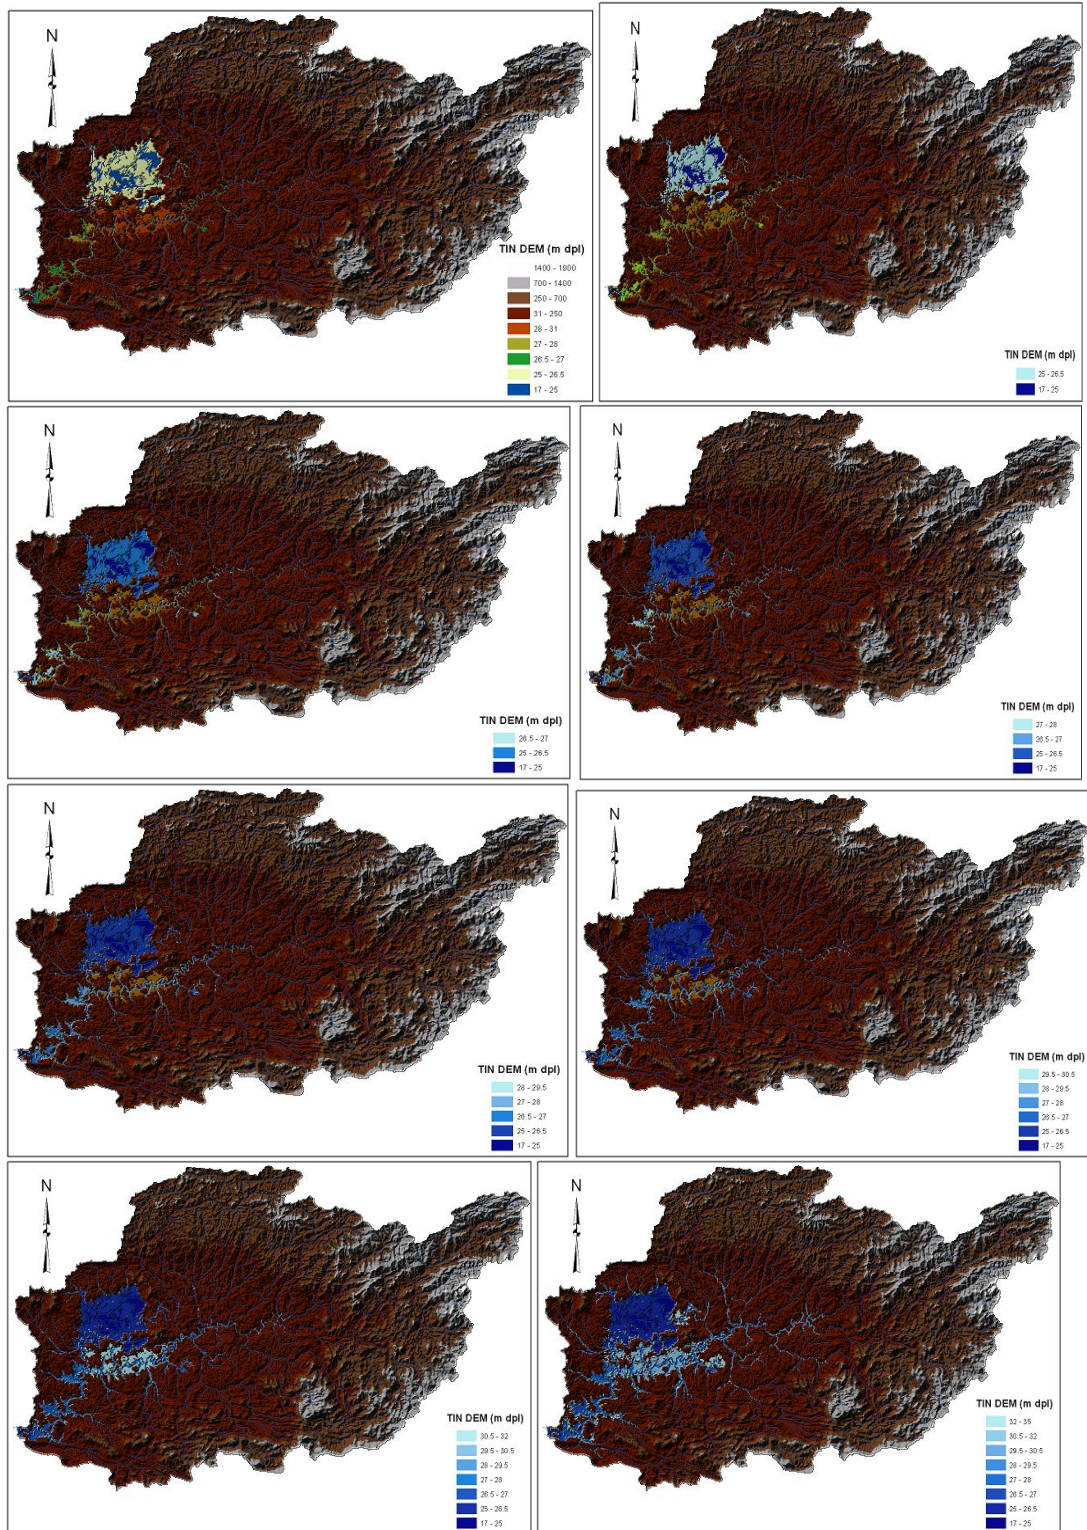 N
TIN DEM (m dpl)
1400 - 1900
700 - 1400
250 - 700
31 - 250
28 - 31
27 - 28
26.5 - 27
25 - 26.5
17 - 25
N
TIN DEM (m dpl)
25 - 26.5
17 - 25
N
TIN DEM (m dpl)
26.5 - 27
25 - 26.5
17 - 25
N
TIN DEM (m dpl)
27 - 28
26.5 - 27
25 - 26.5
17 - 25
N
TIN DEM (m dpl)
28 - 29.5
27 - 28
26.5 - 27
25 - 26.5
17 - 25
N
TIN DEM (m dpl)
29.5 - 30.5
28 - 29.5
27 - 28
26.5 - 27
25 - 26.5
17 - 25
N
TIN DEM (m dpl)
30.5 - 32
29.5 - 30.5
28 - 29.5
27 - 28
26.5 - 27
25 - 26.5
17 - 25
N
TIN DEM (m dpl)
32 - 35
30.5 - 32
29.5 - 30.5
28 - 29.5
27 - 28
26.5 - 27
25 - 26.5
17 - 25